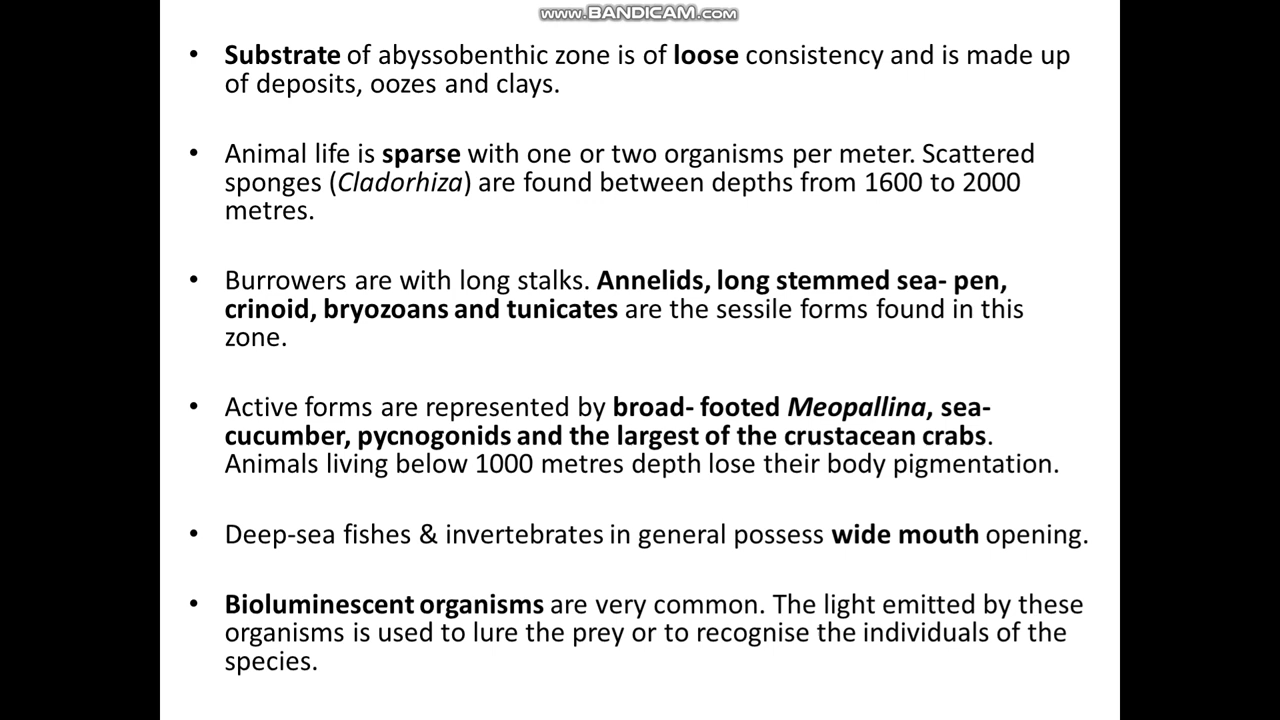 www.BANDICAM.com
• Substrate of abyssobenthic zone is of loose consistency and is made up
of deposits, oozes and clays.
• Animal life is sparse with one or two organisms per meter. Scattered
sponges (Cladorhiza) are found between depths from 1600 to 2000
metres.
• Burrowers are with long stalks. Annelids, long stemmed sea- pen,
crinoid, bryozoans and tunicates are the sessile forms found in this
zone.
• Active forms are represented by broad- footed Meopallina, sea-
cucumber, pycnogonids and the largest of the crustacean crabs.
Animals living below 1000 metres depth lose their body pigmentation.
• Deep-sea fishes & invertebrates in general possess wide mouth opening.
• Bioluminescent organisms are very common. The light emitted by these
organisms is used to lure the prey or to recognise the individuals of the
species.